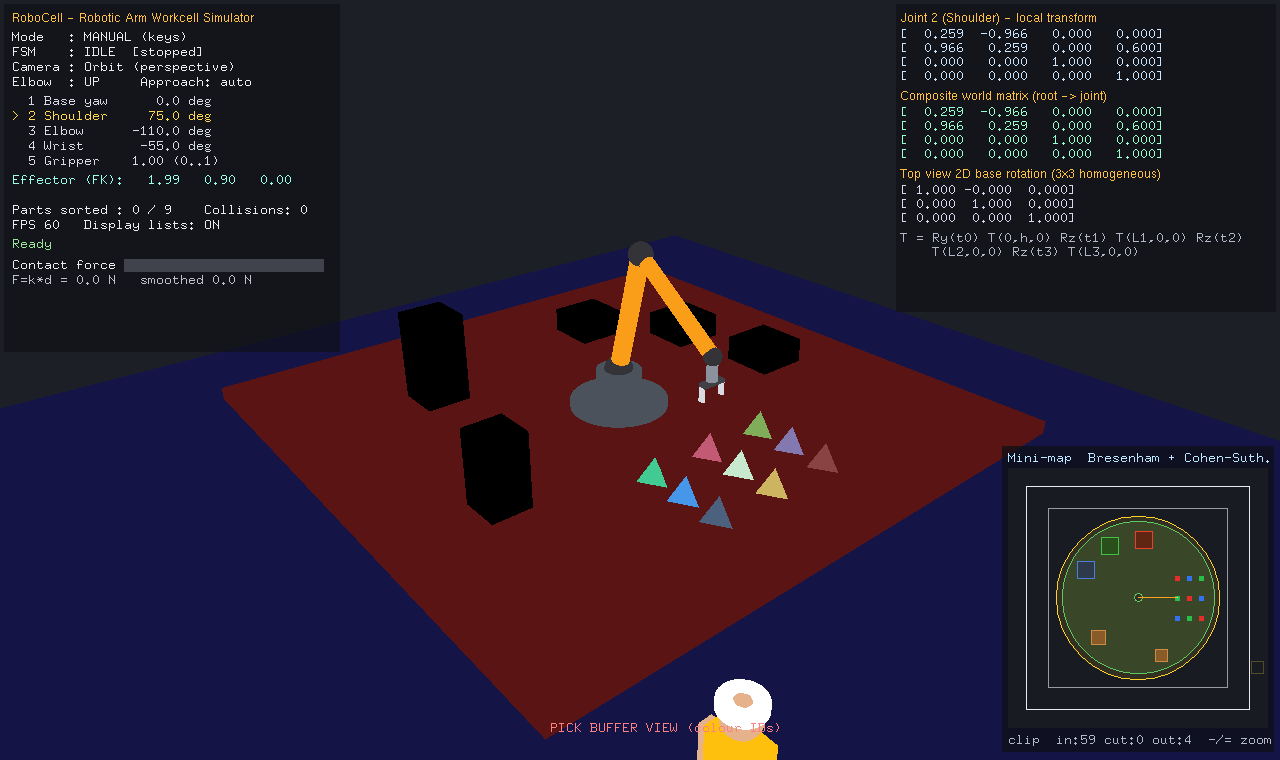 RoboCell - Robotic Arm Workcell Simulator
Mode   : MANUAL (keys)
FSM    : IDLE  [stopped]
Camera : Orbit (perspective)
Elbow  : UP     Approach: auto
1 Base yaw      0.0 deg
> 2 Shoulder     75.0 deg
3 Elbow     -110.0 deg
4 Wrist      -55.0 deg
5 Gripper    1.00 (0..1)
Effector (FK):   1.99   0.90   0.00
Parts sorted : 0 / 9    Collisions: 0
FPS 60   Display lists: ON
Ready
Contact force
F=k*d = 0.0 N   smoothed 0.0 N
Joint 2 (Shoulder) - local transform
[  0.259  -0.966   0.000   0.000]
[  0.966   0.259   0.000   0.600]
[  0.000   0.000   1.000   0.000]
[  0.000   0.000   0.000   1.000]
Composite world matrix (root -> joint)
[  0.259  -0.966   0.000   0.000]
[  0.966   0.259   0.000   0.600]
[  0.000   0.000   1.000   0.000]
[  0.000   0.000   0.000   1.000]
Top view 2D base rotation (3x3 homogeneous)
[ 1.000 -0.000  0.000]
[ 0.000  1.000  0.000]
[ 0.000  0.000  1.000]
T = Ry(t0) T(0,h,0) Rz(t1) T(L1,0,0) Rz(t2)
T(L2,0,0) Rz(t3) T(L3,0,0)
Mini-map  Bresenham + Cohen-Suth.
clip  in:59 cut:0 out:4  -/= zoom
PICK BUFFER VIEW (colour IDs)